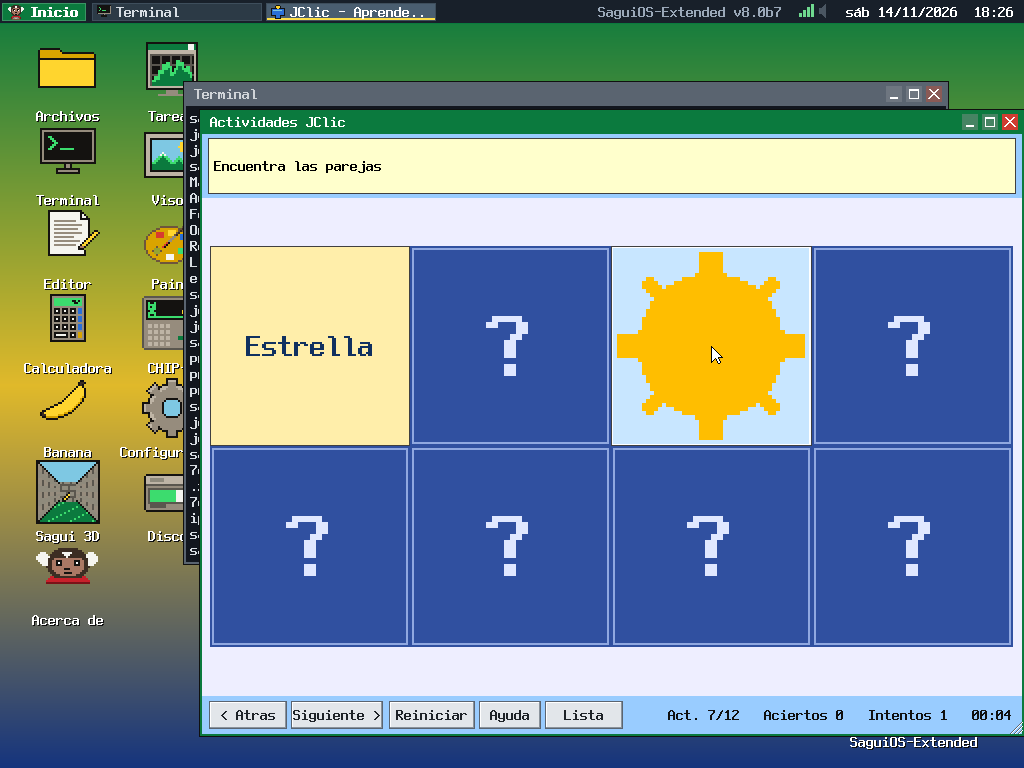 Inicio
Terminal
JClic - Aprende..
SaguiOS-Extended v8.0b7
sáb 14/11/2026
18:26
Archivos
Terminal
Editor
Calculadora
Banana
Sagui 3D
Acerca de
Terminal
Actividades JClic
Encuentra las parejas
Estrella
?
?
?
?
?
?
< Atras
Siguiente >
Reiniciar
Ayuda
Lista
Act. 7/12
Aciertos 0
Intentos 1
00:04
SaguiOS-Extended